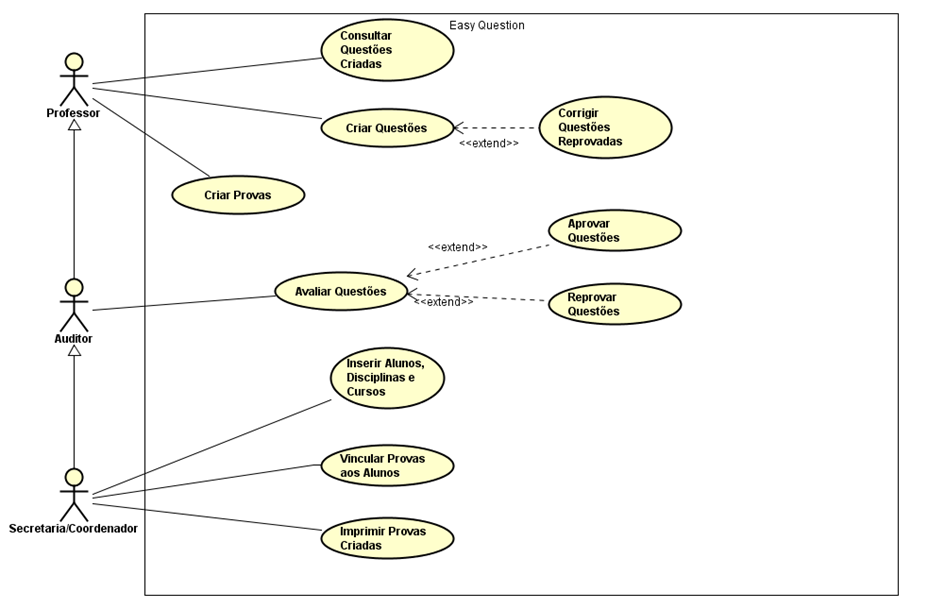 Easy Question
Consultar
Questões
Criadas
Professor
Criar Questões
<<extend>>
Corrigir
Questões
Reprovadas
Criar Provas
Aprovar
Questões
<<extend>>
Auditor
Avaliar Questões
<<extend>>
Reprovar
Questões
Inserir Alunos,
Disciplinas e
Cursos
Vincular Provas
aos Alunos
Secretaria/Coordenador
Imprimir Provas
Criadas